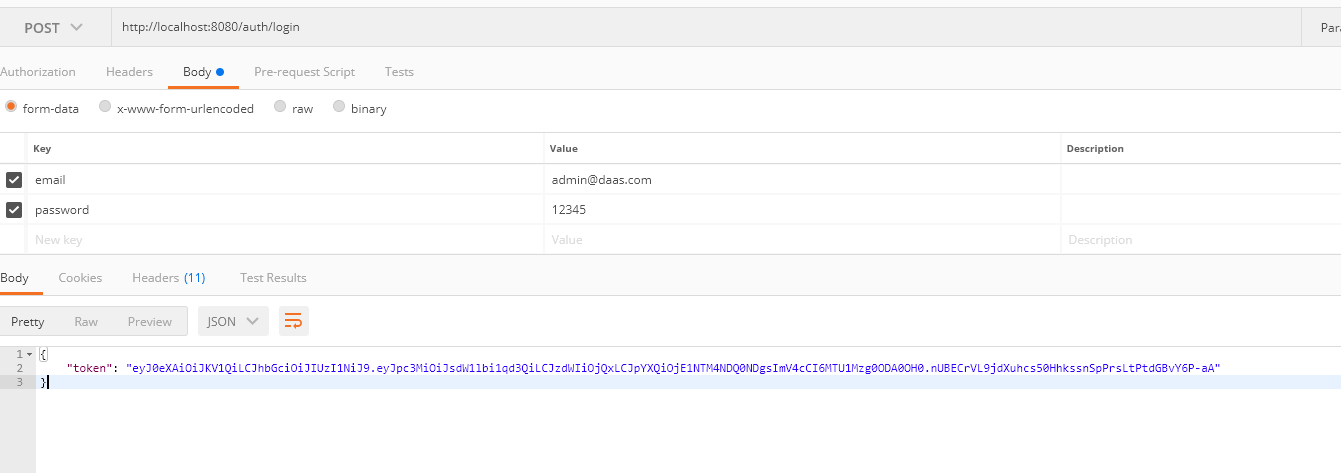 POST http://localhost:8080/auth/login Para
Authorization Headers Body Pre-request Script Tests
form-data x-www-form-urlencoded raw binary
Key Value Description
email admin@daas.com
password 12345
New key Value Description
Body Cookies Headers (11) Test Results
Pretty Raw Preview JSON
1 {
2 "token": "eyJ0eXAiOiJKV1QiLCJhbGciOiJIUzI1NiJ9.eyJpc3MiOiJsdW1lbi1qd3QiLCJzdWIiOjQxLCJpYXQiOjE1NTM4NDQ0NDgsImV4cCI6MTU1Mzg0ODA0OH0.nUBECrVL9jdXuhcs50HhkssnSpPrsLtPtdGBvY6P-aA"
3 }